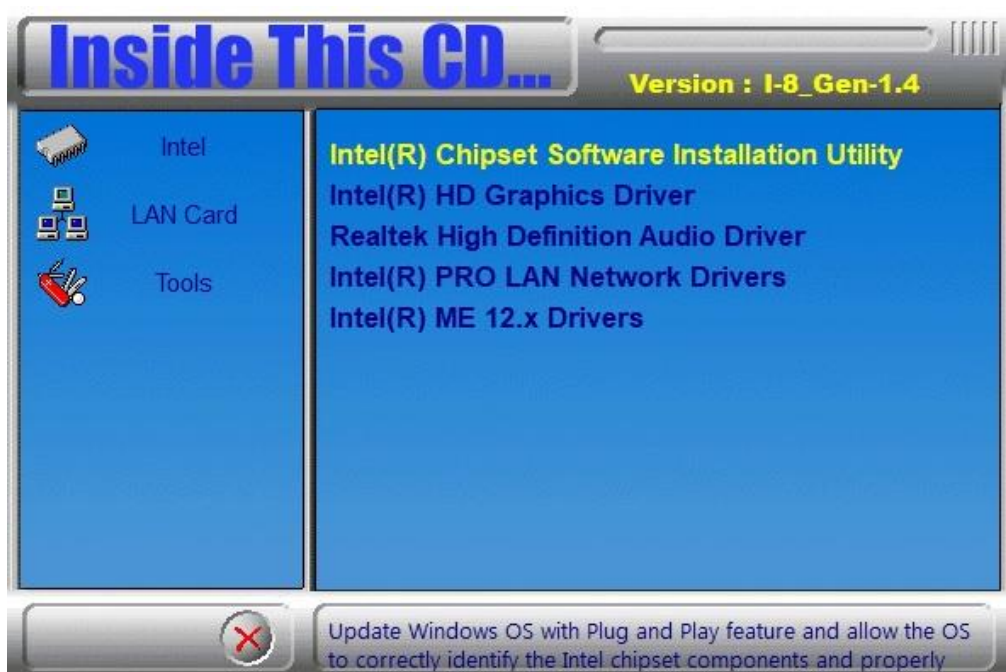 Inside This CD...
Version : I-8_Gen-1.4
Intel
LAN Card
Tools
Intel(R) Chipset Software Installation Utility
Intel(R) HD Graphics Driver
Realtek High Definition Audio Driver
Intel(R) PRO LAN Network Drivers
Intel(R) ME 12.x Drivers
Update Windows OS with Plug and Play feature and allow the OS
to correctly identify the Intel chipset components and properly